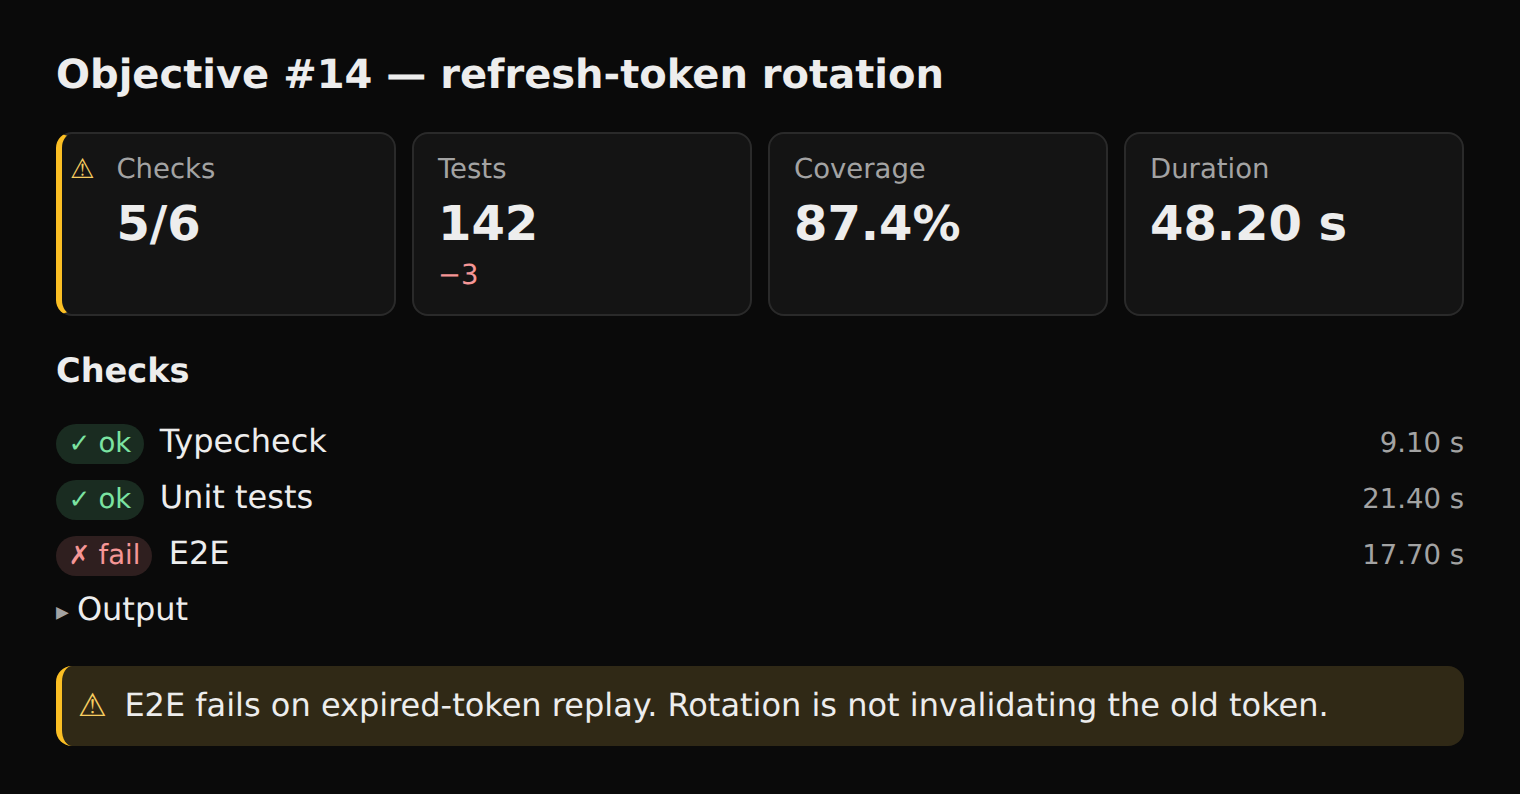 Objective #14 — refresh-token rotation
⚠ Checks
5/6
Tests
142
−3
Coverage
87.4%
Duration
48.20 s
Checks
✓ ok Typecheck 9.10 s
✓ ok Unit tests 21.40 s
✗ fail E2E 17.70 s
▸ Output
⚠ E2E fails on expired-token replay. Rotation is not invalidating the old token.